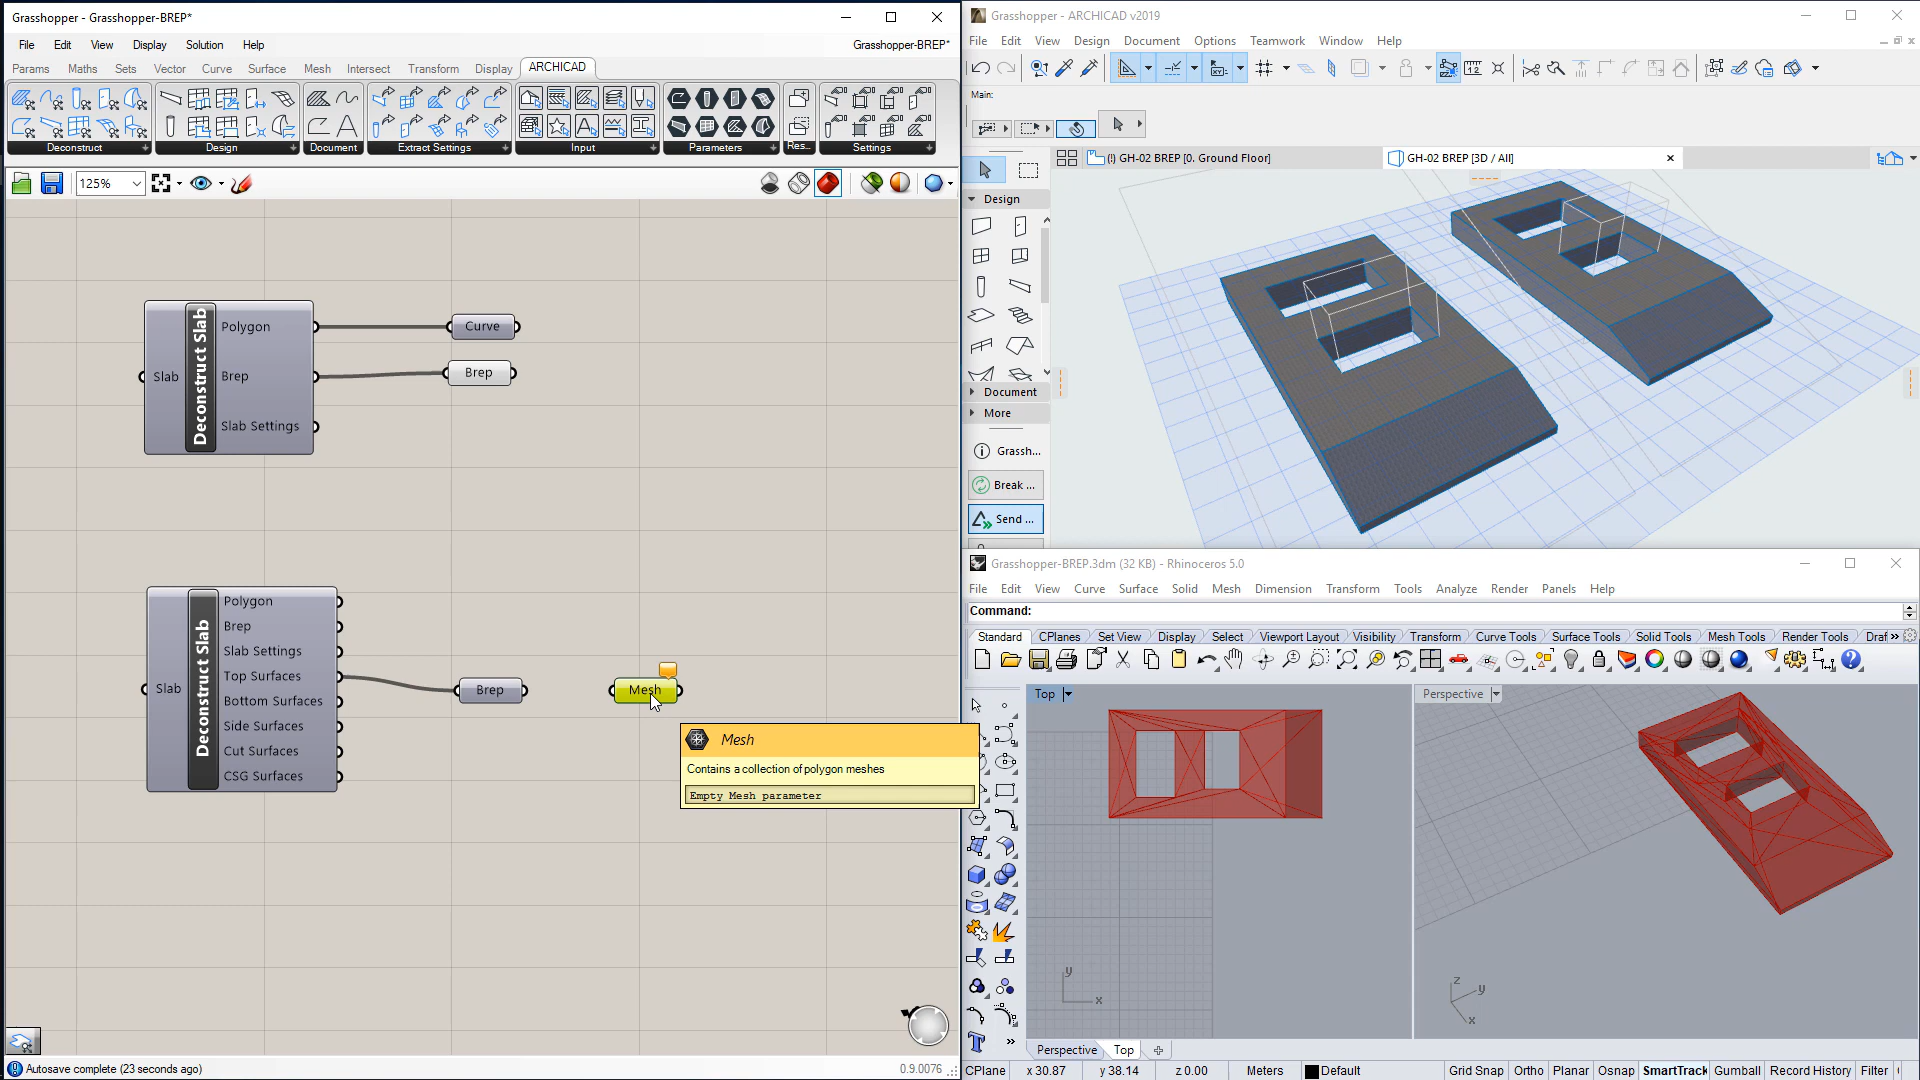 Grasshopper - Grasshopper-BREP*
File Edit View Display Solution Help
Grasshopper-BREP*
Params Maths Sets Vector Curve Surface Mesh Intersect Transform Display ARCHICAD
Deconstruct Design Document Extract Settings Input Parameters Res... Settings
125%
Deconstruct Slab
Slab
Polygon
Brep
Slab Settings
Curve
Brep
Deconstruct Slab
Slab
Polygon
Brep
Slab Settings
Top Surfaces
Bottom Surfaces
Side Surfaces
Cut Surfaces
CSG Surfaces
Brep
Mesh
Mesh
Contains a collection of polygon meshes
Empty Mesh parameter
Autosave complete (23 seconds ago)
0.9.0076
Grasshopper - ARCHICAD v2019
File Edit View Design Document Options Teamwork Window Help
Main:
(!) GH-02 BREP [0. Ground Floor]
GH-02 BREP [3D / All]
Design
Document
More
Grassh...
Break ...
Send ...
Grasshopper-BREP.3dm (32 KB) - Rhinoceros 5.0
File Edit View Curve Surface Solid Mesh Dimension Transform Tools Analyze Render Panels Help
Command:
Standard CPlanes Set View Display Select Viewport Layout Visibility Transform Curve Tools Surface Tools Solid Tools Mesh Tools Render Tools Draf »
Top
y
x
Perspective
z
y
x
Perspective Top
CPlane x 30.87 y 38.14 z 0.00 Meters Default Grid Snap Ortho Planar Osnap SmartTrack Gumball Record History Filter